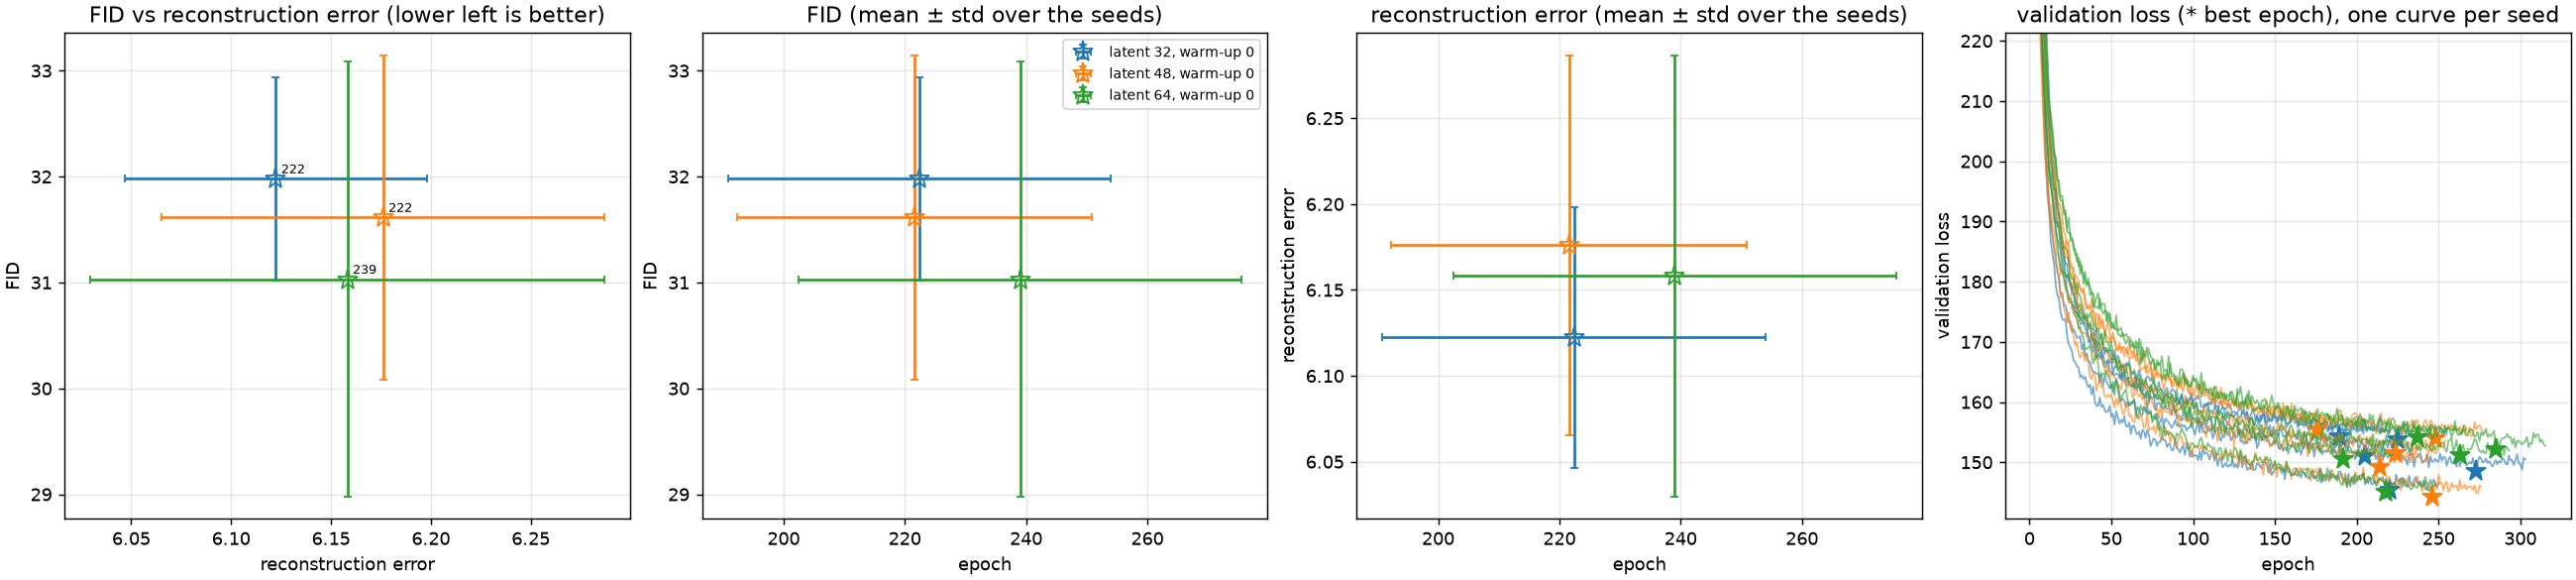 FID vs reconstruction error (lower left is better)
FID
33
32
31
30
29
222
222
239
6.05 6.10 6.15 6.20 6.25
reconstruction error
FID (mean ± std over the seeds)
FID
33
32
31
30
29
latent 32, warm-up 0
latent 48, warm-up 0
latent 64, warm-up 0
200 220 240 260
epoch
reconstruction error (mean ± std over the seeds)
reconstruction error
6.25
6.20
6.15
6.10
6.05
200 220 240 260
epoch
validation loss (* best epoch), one curve per seed
validation loss
220
210
200
190
180
170
160
150
0 50 100 150 200 250 300
epoch